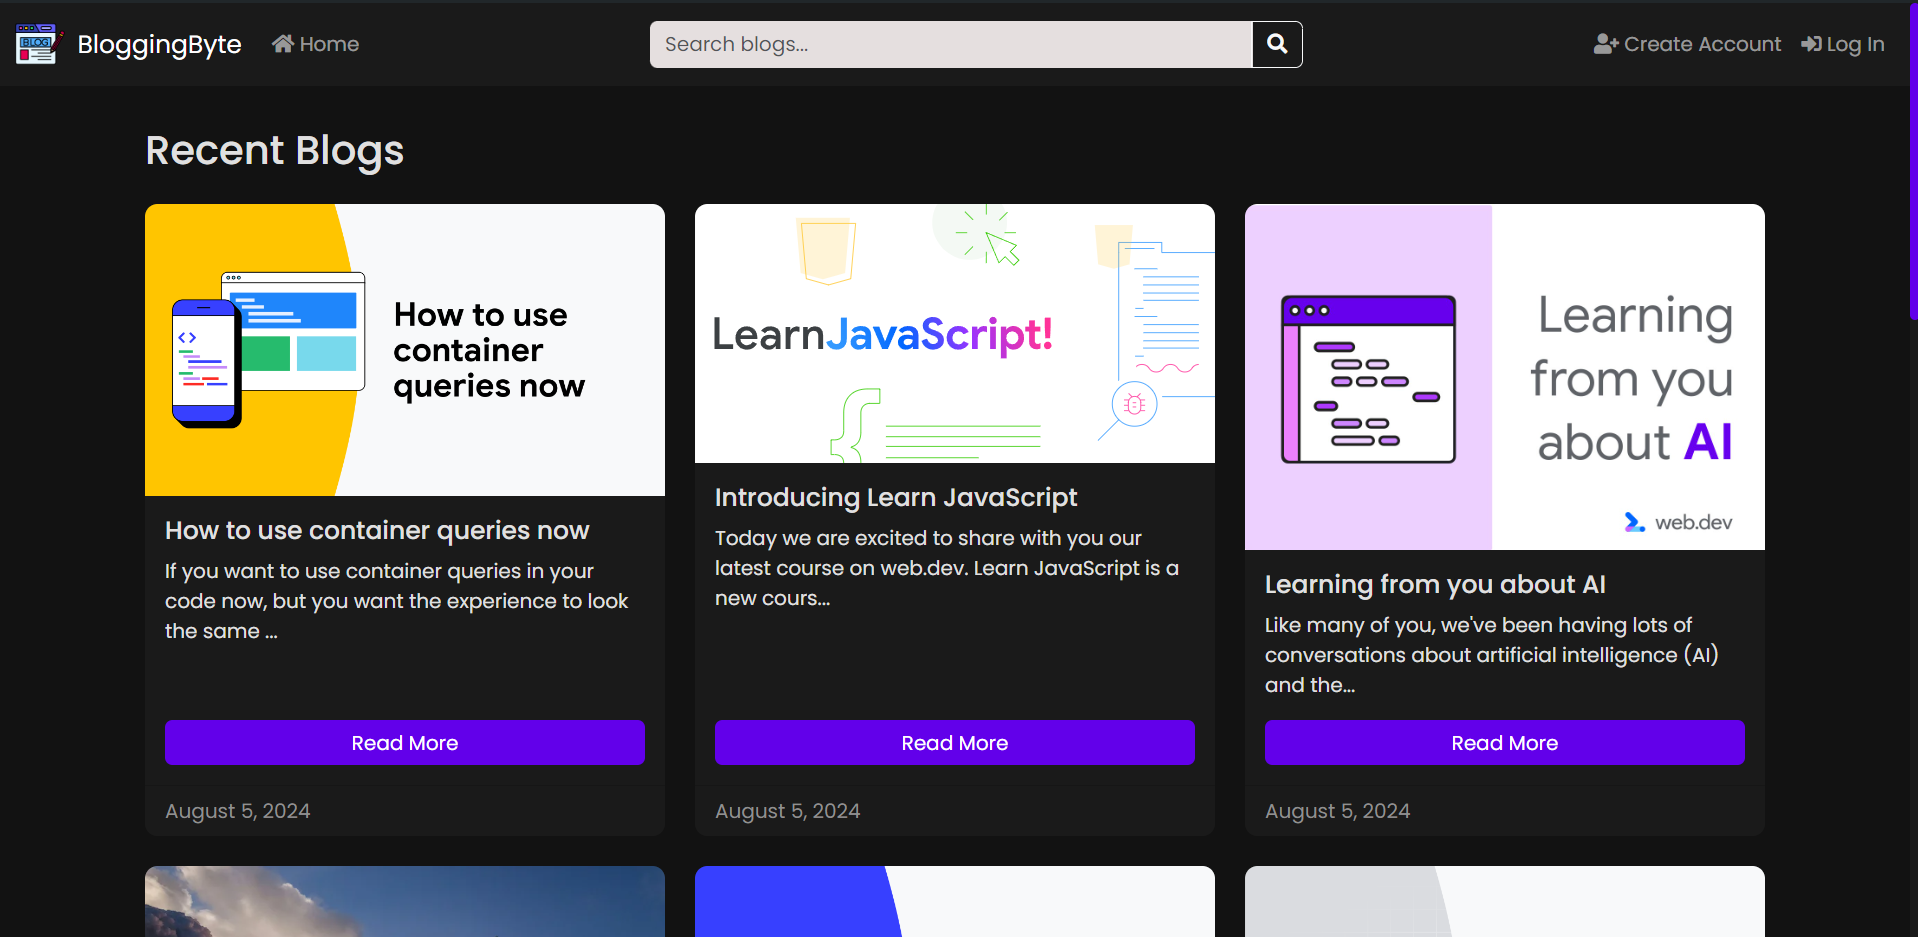 BLOG
BloggingByte
Home
Search blogs...
Create Account
Log In
Recent Blogs
How to use
container
queries now
How to use container queries now
If you want to use container queries in your
code now, but you want the experience to look
the same ...
Read More
August 5, 2024
LearnJavaScript!
Introducing Learn JavaScript
Today we are excited to share with you our
latest course on web.dev. Learn JavaScript is a
new cours...
Read More
August 5, 2024
Learning
from you
about AI
web.dev
Learning from you about AI
Like many of you, we've been having lots of
conversations about artificial intelligence (AI)
and the...
Read More
August 5, 2024